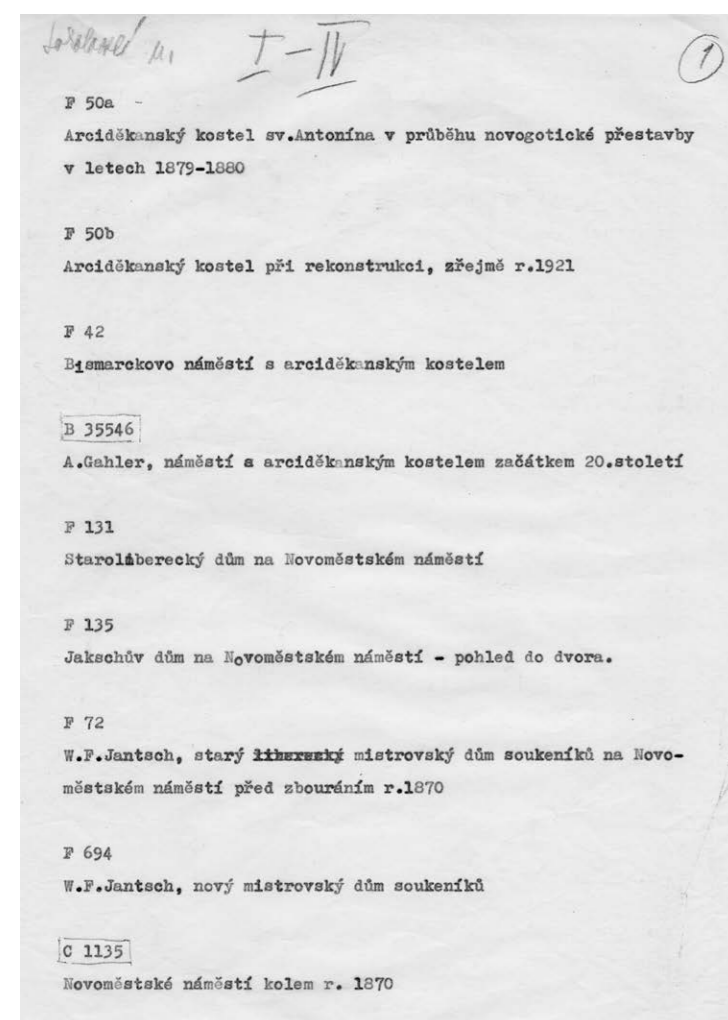 I-IV
1
F 50a -
Arciděkanský kostel sv.Antonína v průběhu novogotické přestavby
v letech 1879-1880
F 50b
Arciděkanský kostel při rekonstrukci, zřejmě r.1921
F 42
Bismarckovo náměstí s arciděkanským kostelem
B 35546
A.Gahler, náměstí s arciděkanským kostelem začátkem 20.století
F 131
Staroliberecký dům na Novoměstském náměstí
F 135
Jakschův dům na Novoměstském náměstí - pohled do dvora.
F 72
W.F.Jantsch, starý liberecký mistrovský dům soukeníků na Novo-
městském náměstí před zbouráním r.1870
F 694
W.F.Jantsch, nový mistrovský dům soukeníků
C 1135
Novoměstské náměstí kolem r. 1870